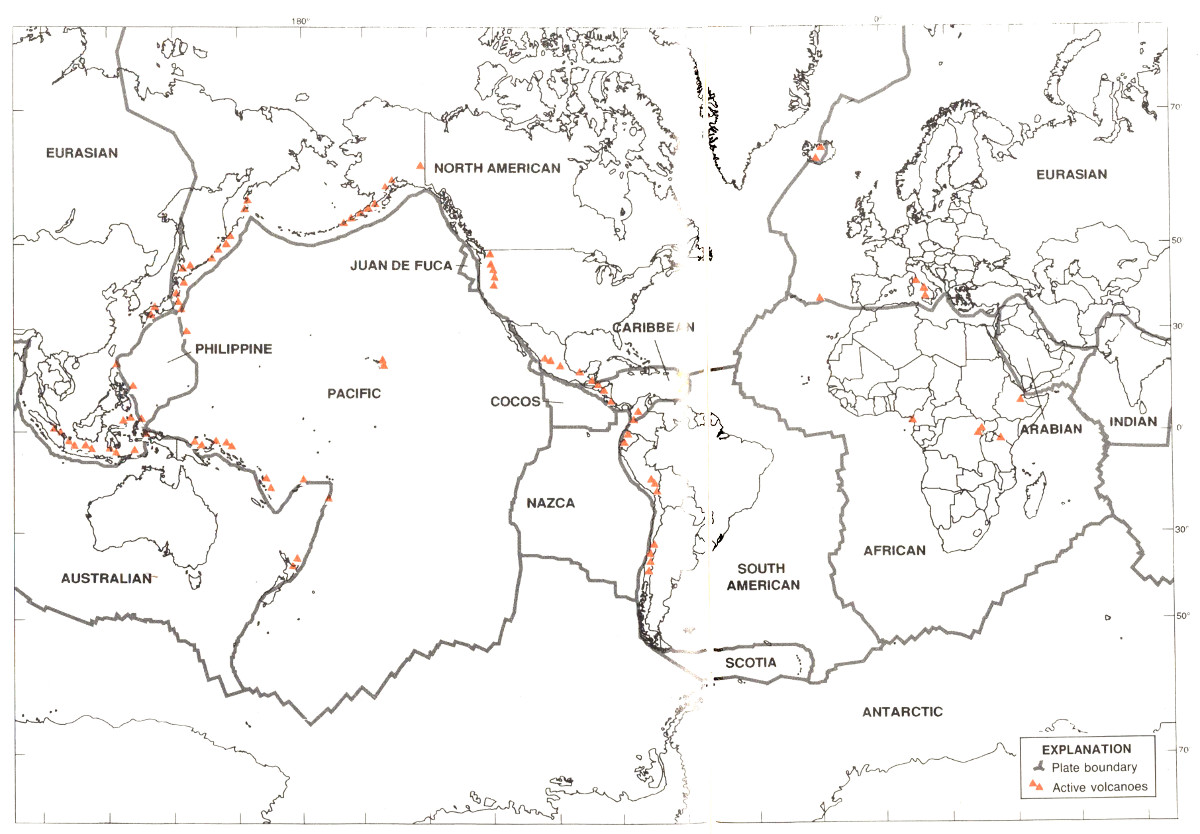 180°
0°
70°
EURASIAN
NORTH AMERICAN
EURASIAN
50°
JUAN DE FUCA
30°
CARIBBEAN
PHILIPPINE
PACIFIC
COCOS
ARABIAN
INDIAN
0°
NAZCA
30°
AFRICAN
AUSTRALIAN
SOUTH
AMERICAN
50°
SCOTIA
ANTARCTIC
70°
EXPLANATION
Plate boundary
Active volcanoes